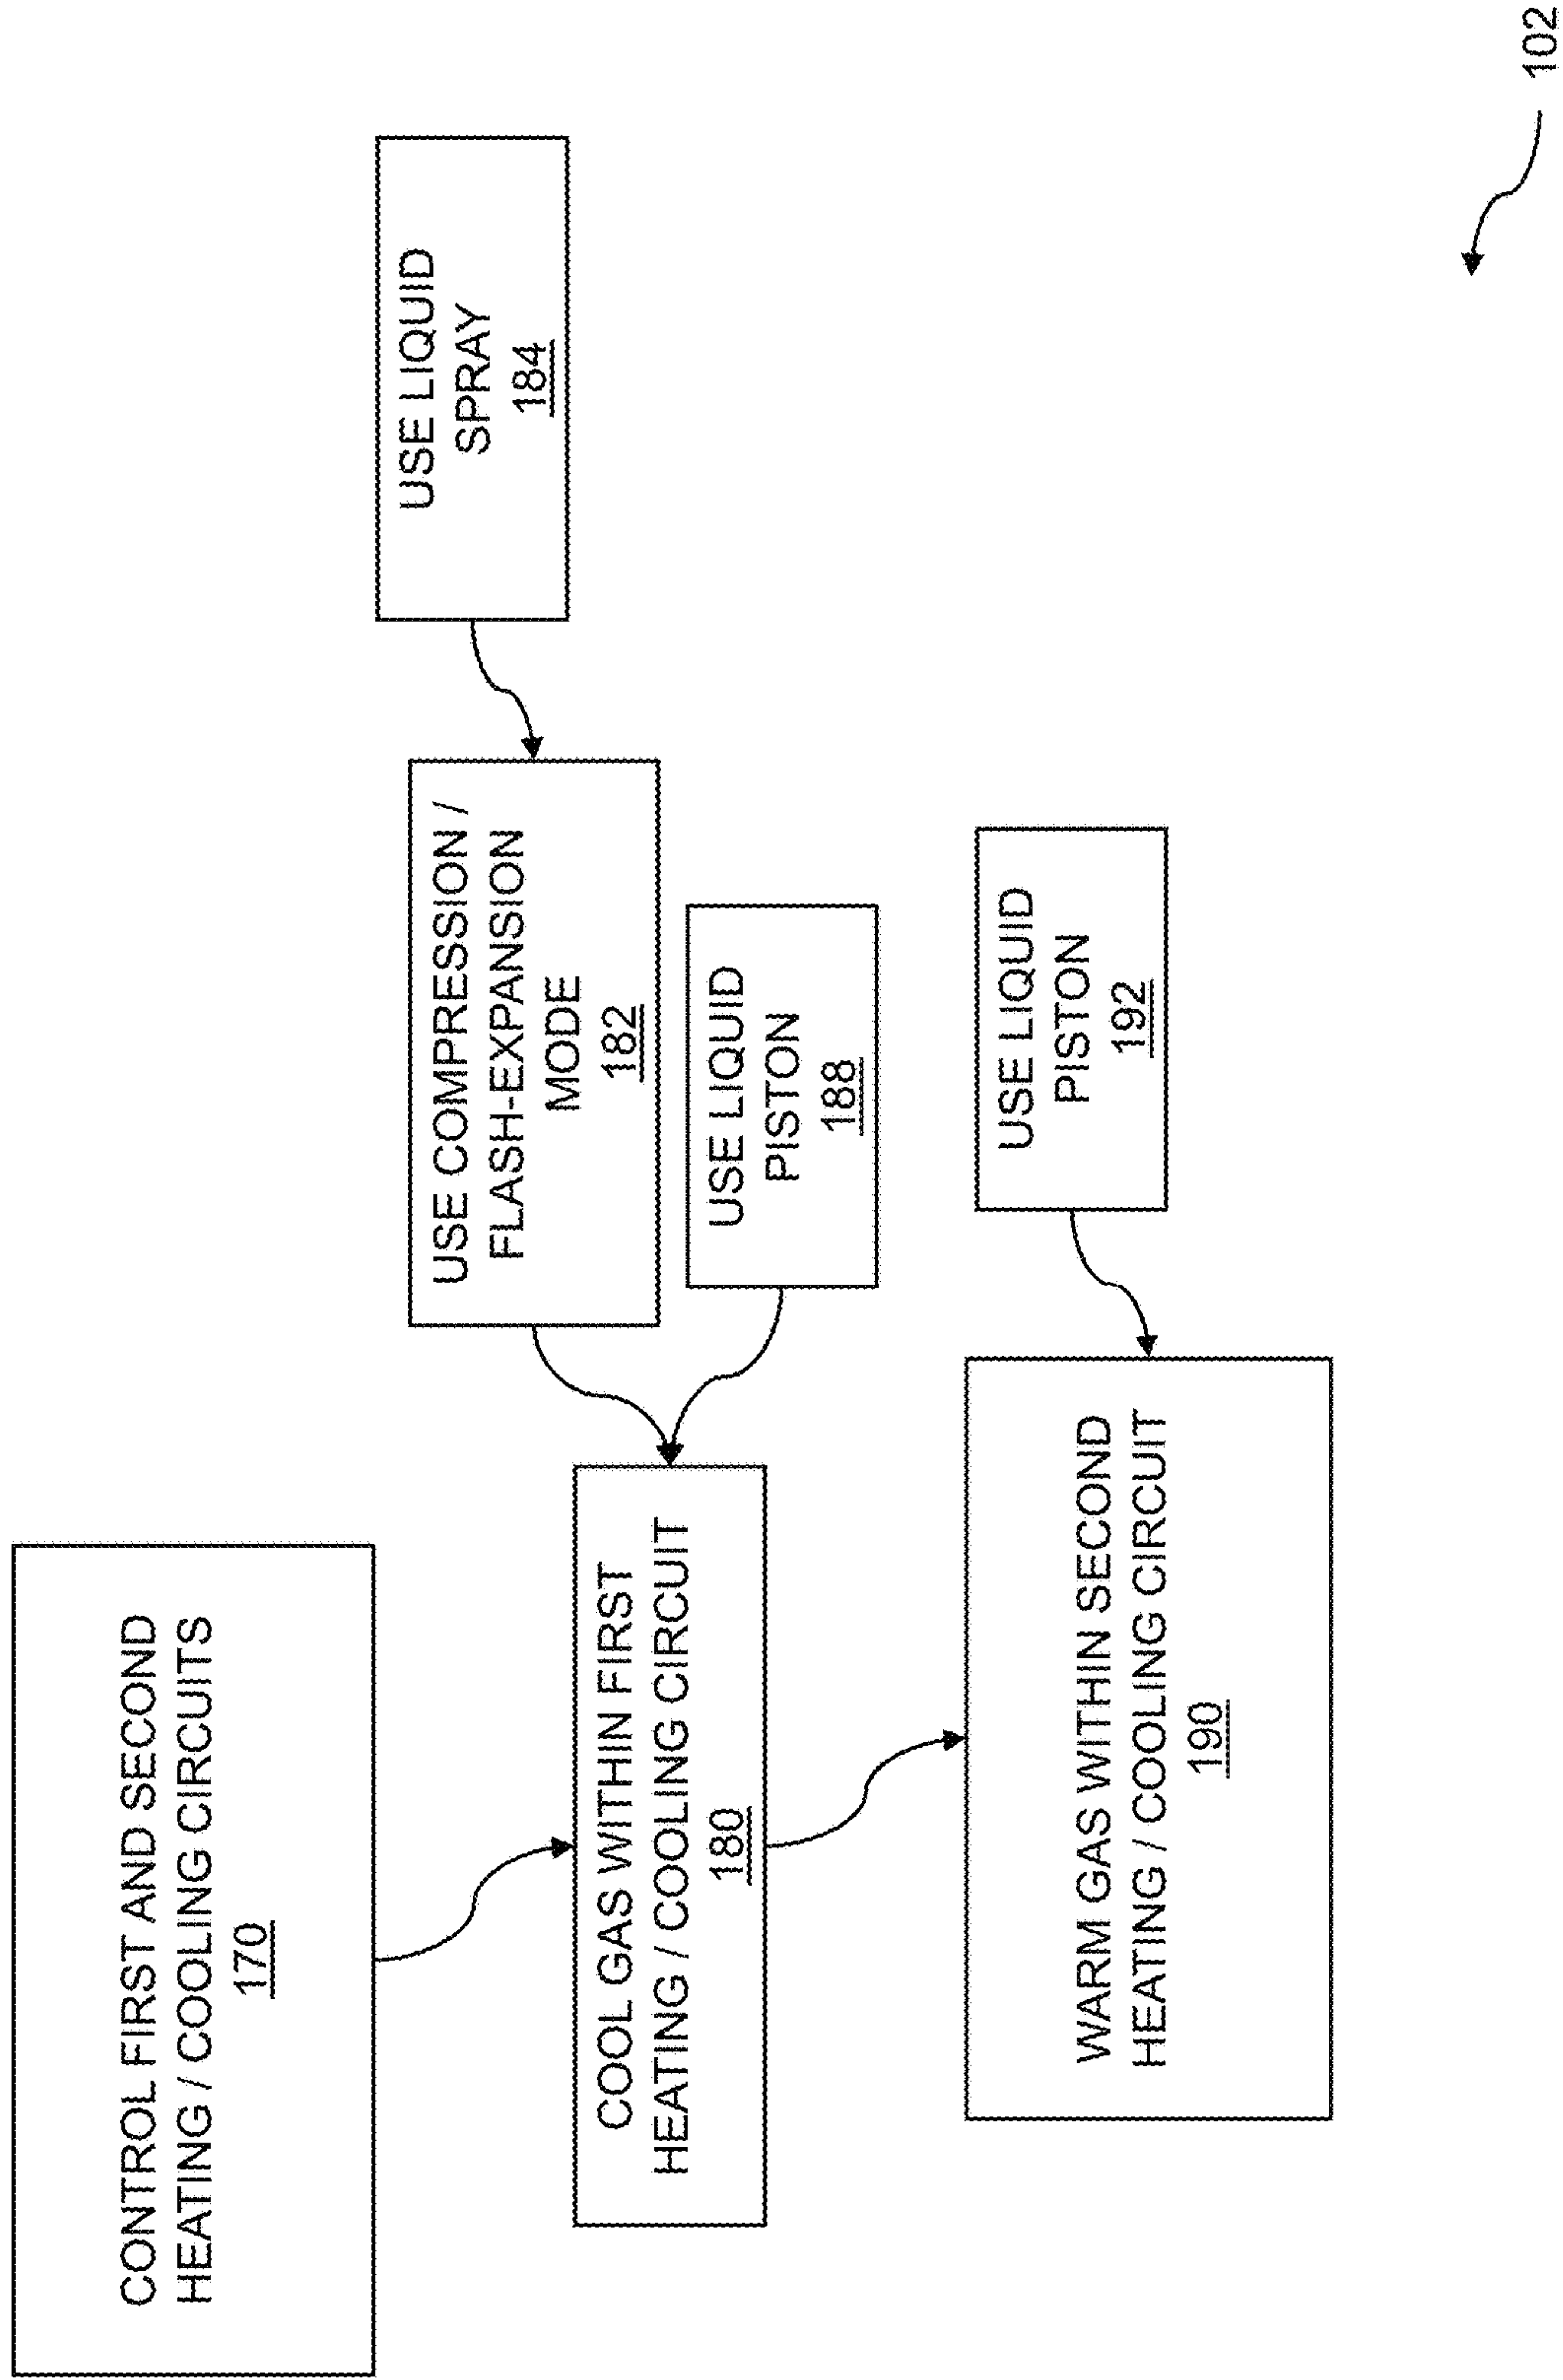 CONTROL FIRST AND SECOND
HEATING / COOLING CIRCUITS
170
COOL GAS WITHIN FIRST
HEATING / COOLING CIRCUIT
180
USE COMPRESSION /
FLASH-EXPANSION
MODE
182
USE LIQUID
SPRAY
184
USE LIQUID
PISTON
188
WARM GAS WITHIN SECOND
HEATING / COOLING CIRCUIT
190
USE LIQUID
PISTON
192
102